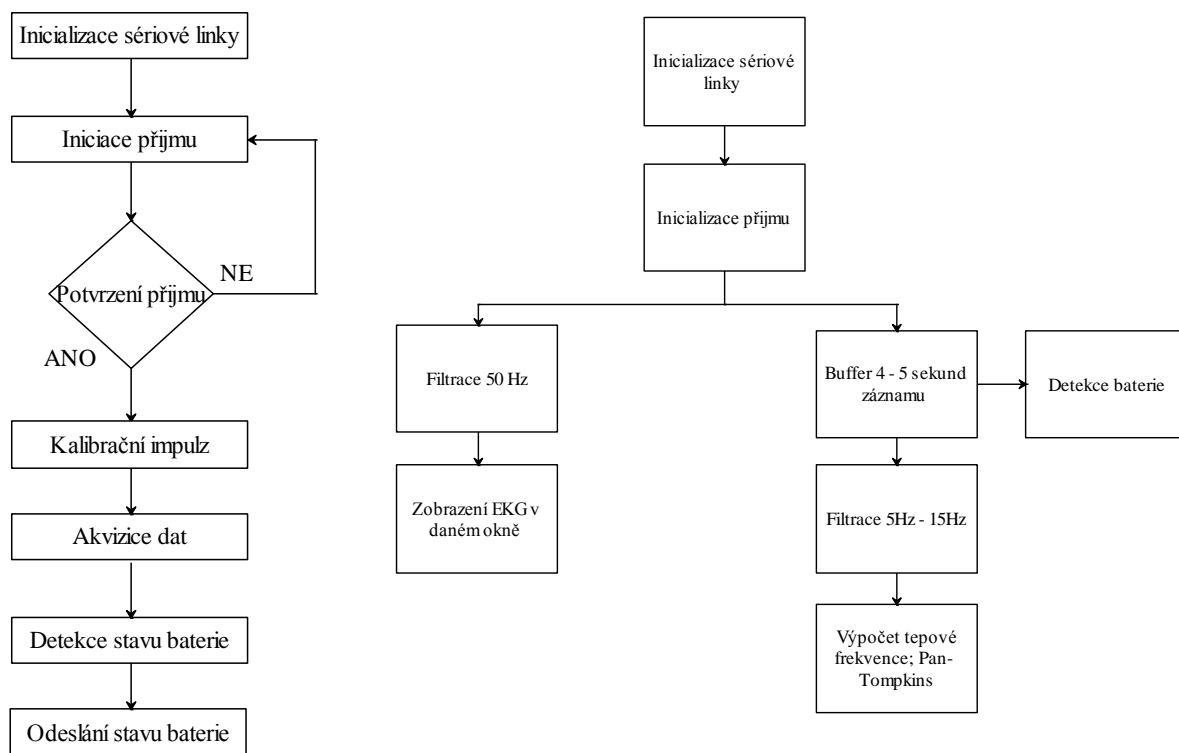 Inicializace sériové linky
Iniciace přijmu
Potvrzení přijmu
NE
ANO
Kalibrační impulz
Akvizice dat
Detekce stavu baterie
Odeslání stavu baterie
Inicializace sériové
linky
Inicializace přijmu
Filtrace 50 Hz
Zobrazení EKG v
daném okně
Buffer 4 - 5 sekund
záznamu
Detekce baterie
Filtrace 5Hz - 15Hz
Výpočet tepové
frekvence; Pan-
Tompkins